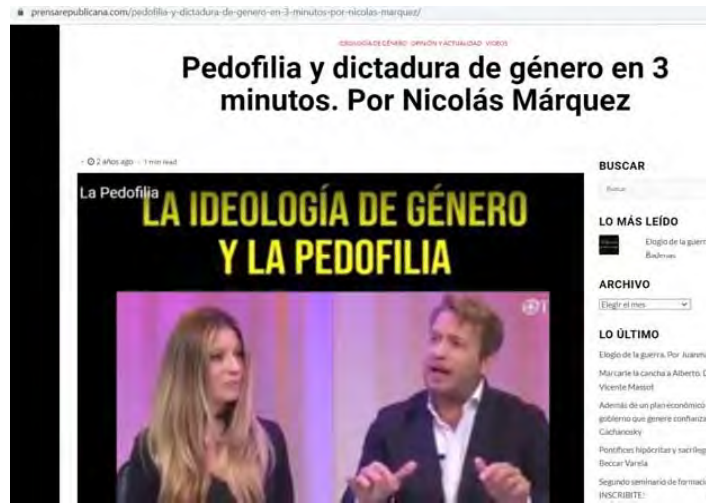 prensarepublicana.com/pedofilia-y-dictadura-de-genero-en-3-minutos-por-nicolas-marquez/
IDEOLOGÍA DE GÉNERO OPINIÓN Y ACTUALIDAD VIDEOS
Pedofilia y dictadura de género en 3
minutos. Por Nicolás Márquez
2 años ago 1 min read
La Pedofilia
LA IDEOLOGÍA DE GÉNERO
Y LA PEDOFILIA
BUSCAR
Buscar
LO MÁS LEÍDO
Elogio de la guerr
ARCHIVO
Elegir el mes
LO ÚLTIMO
Elogio de la guerra. Por Juanm
Marcarle la cancha a Alberto. D
Vicente Massot
Además de un plan económico
gobierno que genere confianza
Cachanosky
Pontífices hipócritas y sacrileg
Beccar Varela
Segundo seminario de formaci
INSCRIBITE: